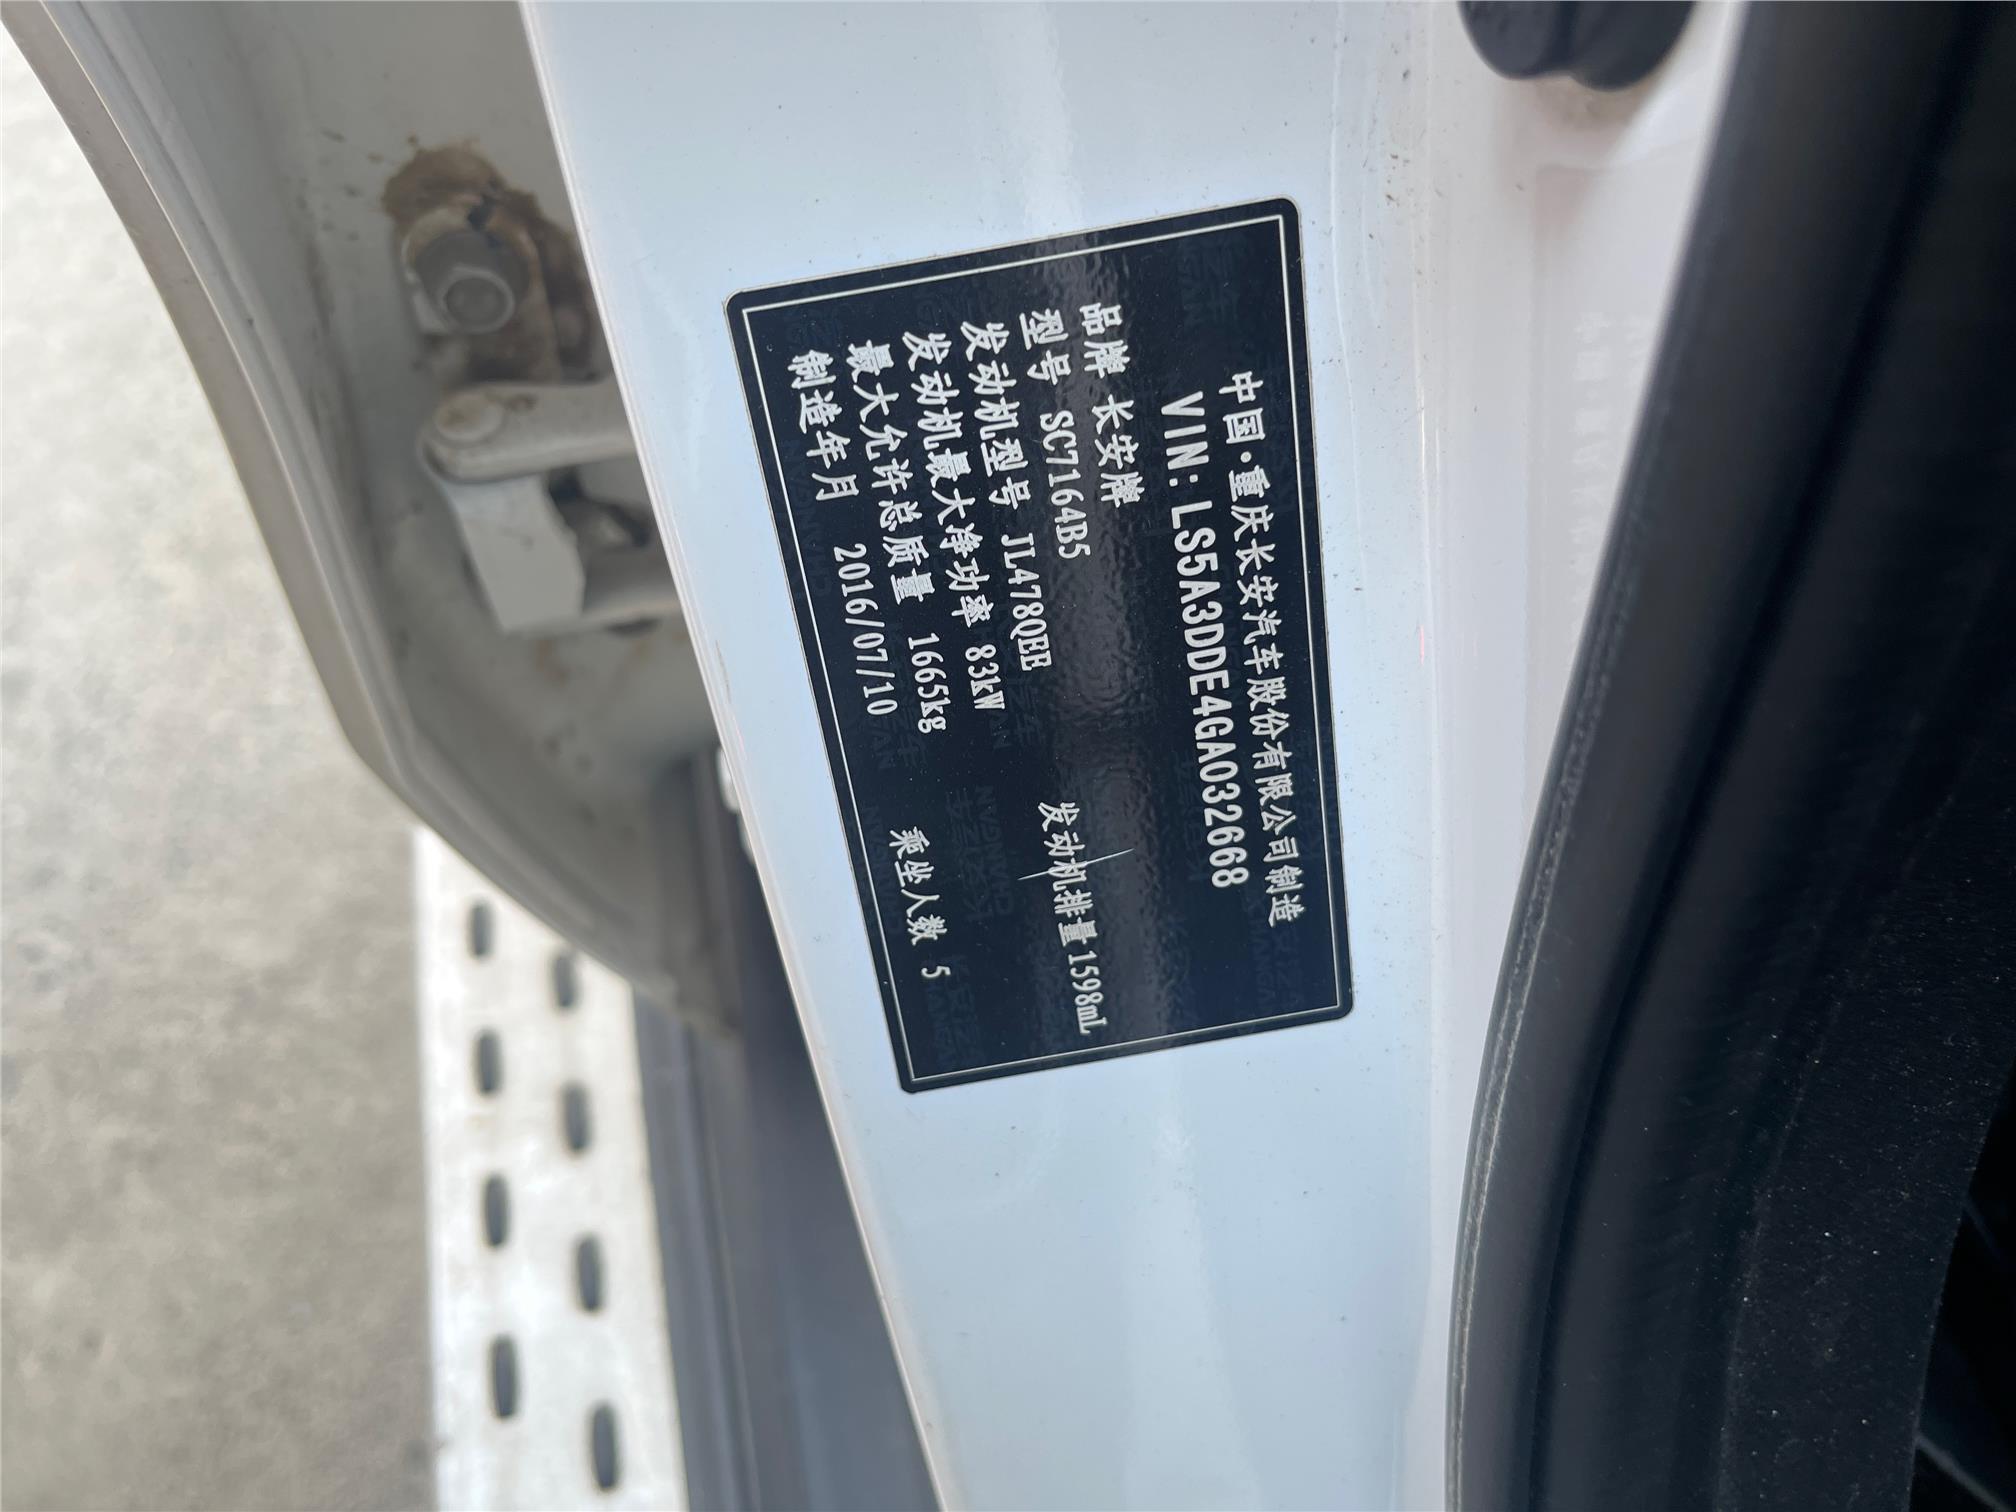 中国·重庆长安汽车股份有限公司制造
VIN:LS5A3DDE4GA032668
品牌 长安牌
型号 SC7164B5
发动机型号 JL478QEE 发动机排量 1598mL
发动机最大净功率 83kW
最大允许总质量 1665kg
制造年月 2016/07/10 乘坐人数 5